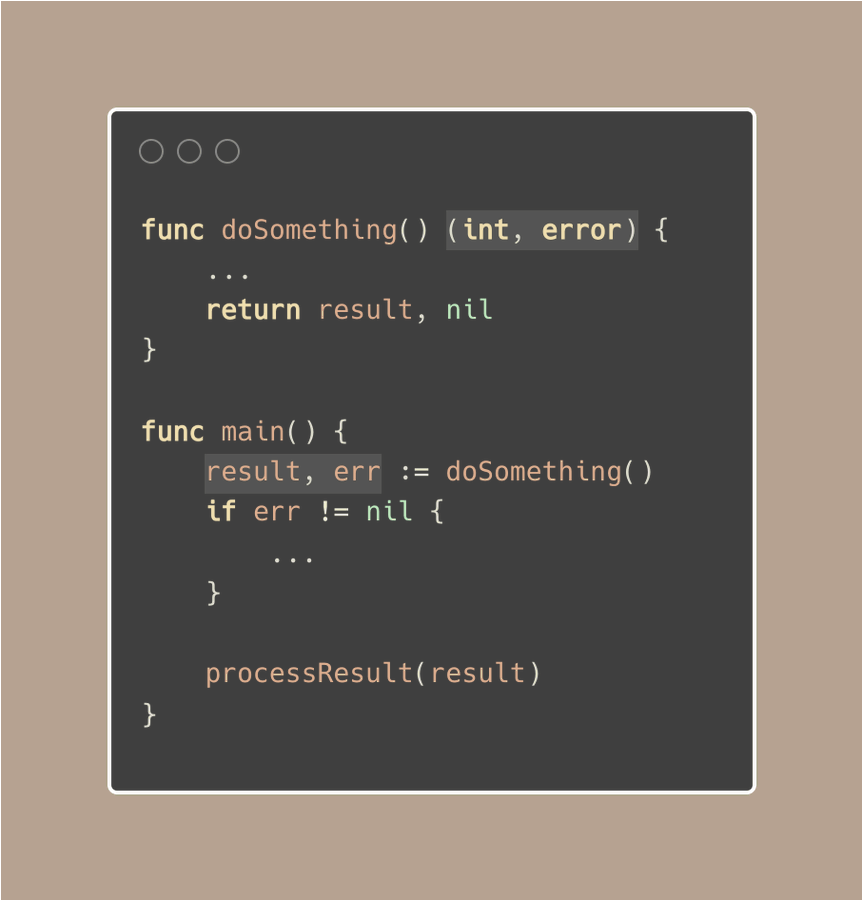 func doSomething() (int, error) {
    ...
    return result, nil
}

func main() {
    result, err := doSomething()
    if err != nil {
        ...
    }

    processResult(result)
}